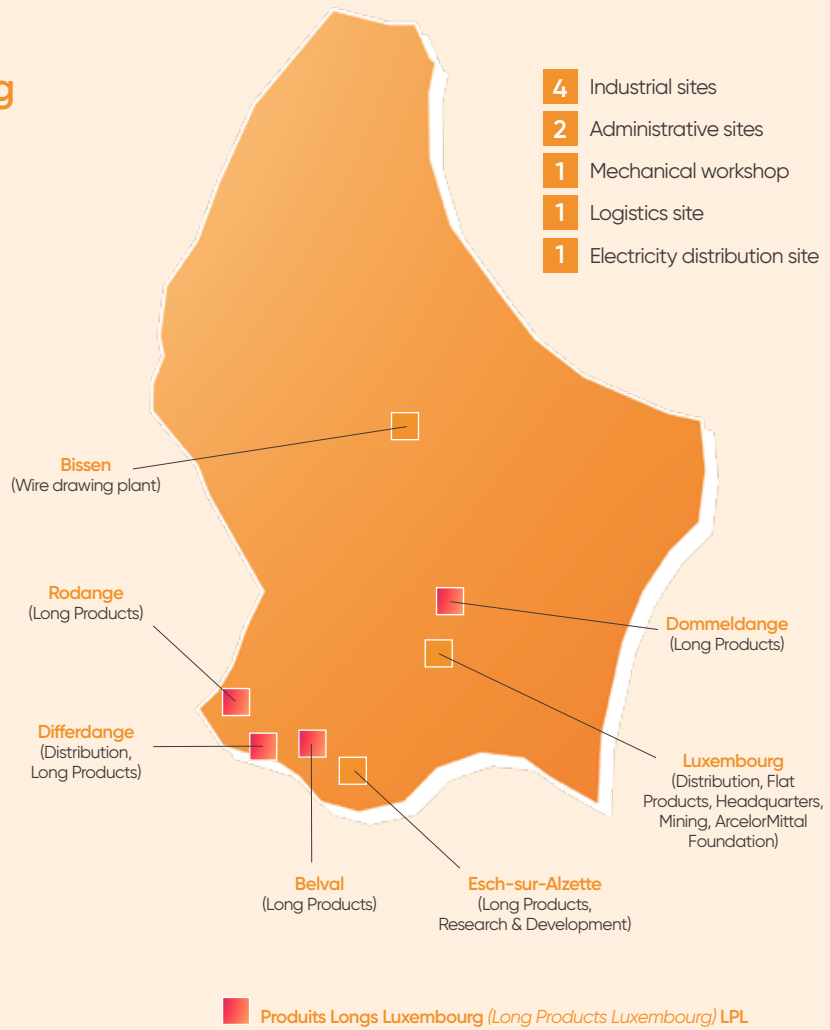 g
4 Industrial sites
2 Administrative sites
1 Mechanical workshop
1 Logistics site
1 Electricity distribution site
Bissen
(Wire drawing plant)
Rodange
(Long Products)
Dommeldange
(Long Products)
Differdange
(Distribution,
Long Products)
Luxembourg
(Distribution, Flat
Products, Headquarters,
Mining, ArcelorMittal
Foundation)
Belval
(Long Products)
Esch-sur-Alzette
(Long Products,
Research & Development)
Produits Longs Luxembourg (Long Products Luxembourg) LPL